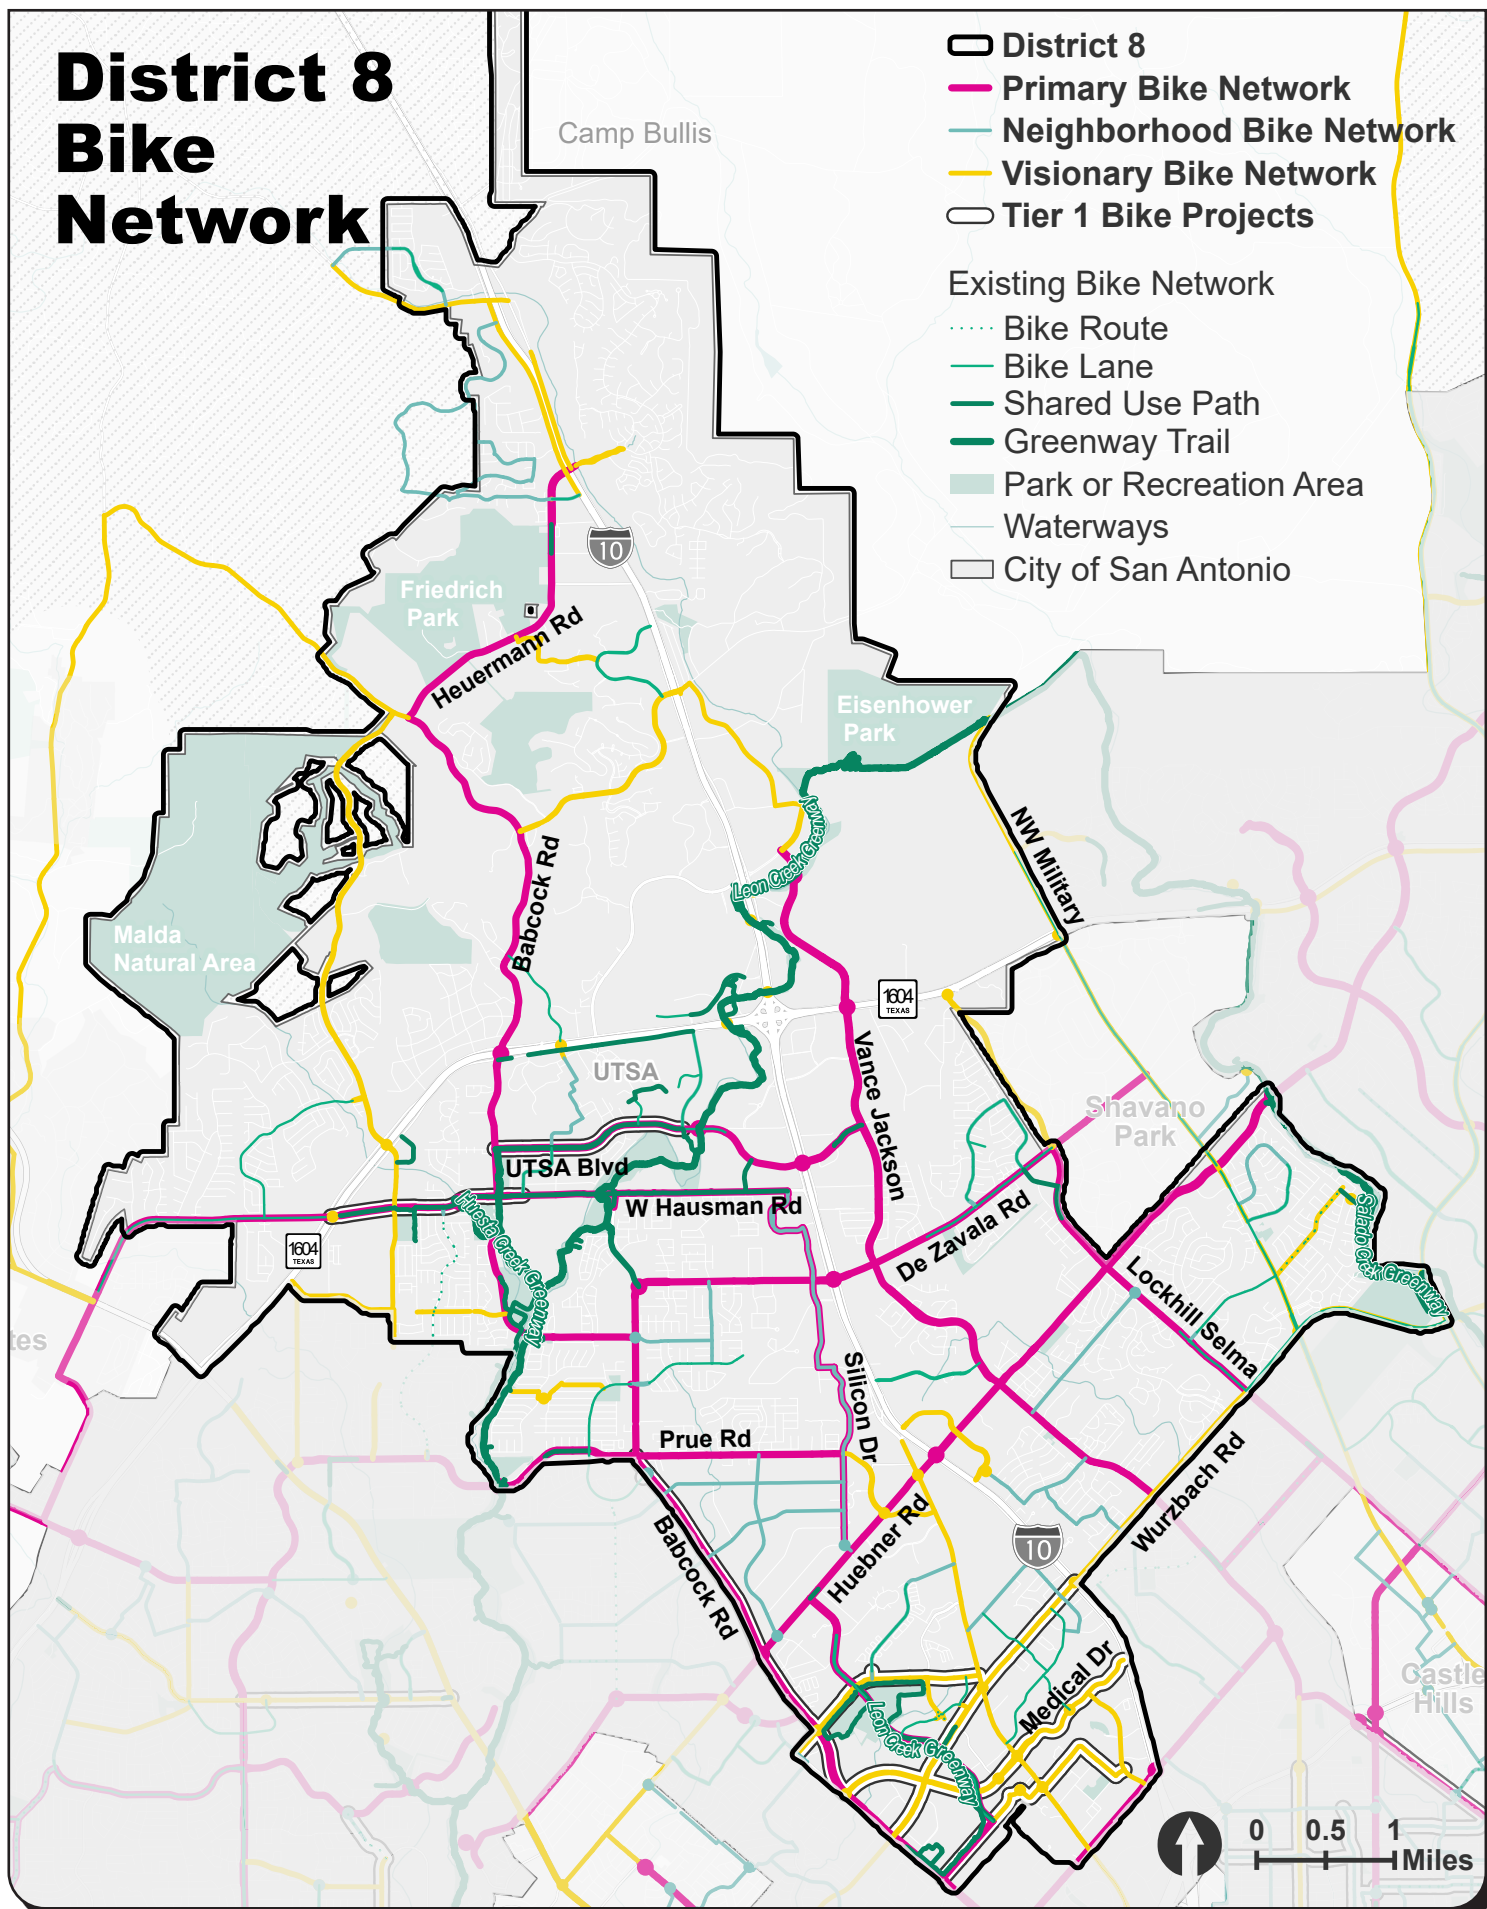 District 8
Bike
Network
District 8
Primary Bike Network
Neighborhood Bike Network
Visionary Bike Network
Tier 1 Bike Projects
Existing Bike Network
Bike Route
Bike Lane
Shared Use Path
Greenway Trail
Park or Recreation Area
Waterways
City of San Antonio
Camp Bullis
10
Friedrich
Park
Heuermann Rd
Eisenhower
Park
Leon Creek Greenway
NW Military
Babcock Rd
Malda
Natural Area
1604
TEXAS
UTSA
Vance Jackson
Shavano
Park
UTSA Blvd
W Hausman Rd
Huesta Creek Greenway
1604
TEXAS
De Zavala Rd
Salado Creek Greenway
Lockhill Selma
tes
Silicon Dr
Prue Rd
Wurzbach Rd
Babcock Rd
Huebner Rd
10
Medical Dr
Castle
Hills
Leon Creek Greenway
0 0.5 1
Miles